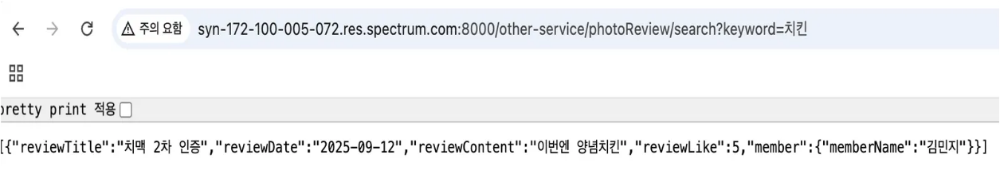 주의 요함 syn-172-100-005-072.res.spectrum.com:8000/other-service/photoReview/search?keyword=치킨
pretty print 적용
[{"reviewTitle":"치맥 2차 인증","reviewDate":"2025-09-12","reviewContent":"이번엔 양념치킨","reviewLike":5,"member":{"memberName":"김민지"}}]